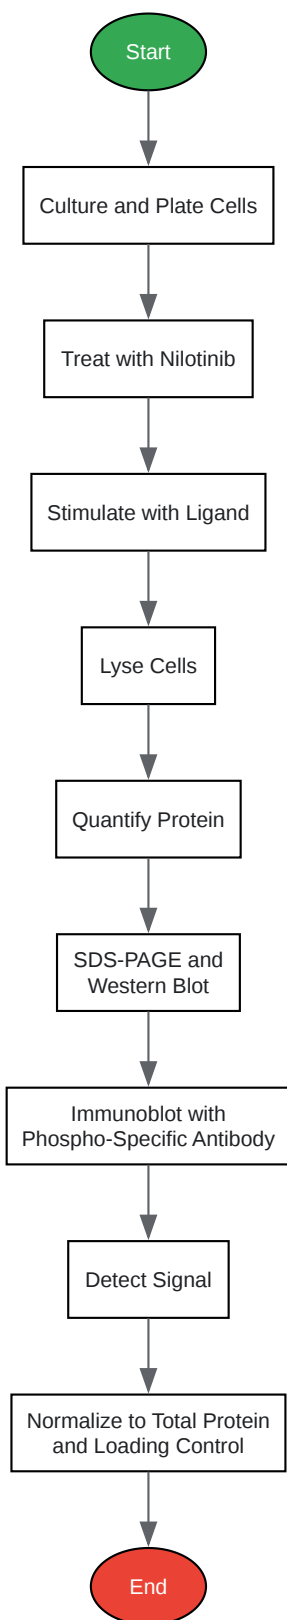 Start
Culture and Plate Cells
Treat with Nilotinib
Stimulate with Ligand
Lyse Cells
Quantify Protein
SDS-PAGE and
Western Blot
Immunoblot with
Phospho-Specific Antibody
Detect Signal
Normalize to Total Protein
and Loading Control
End